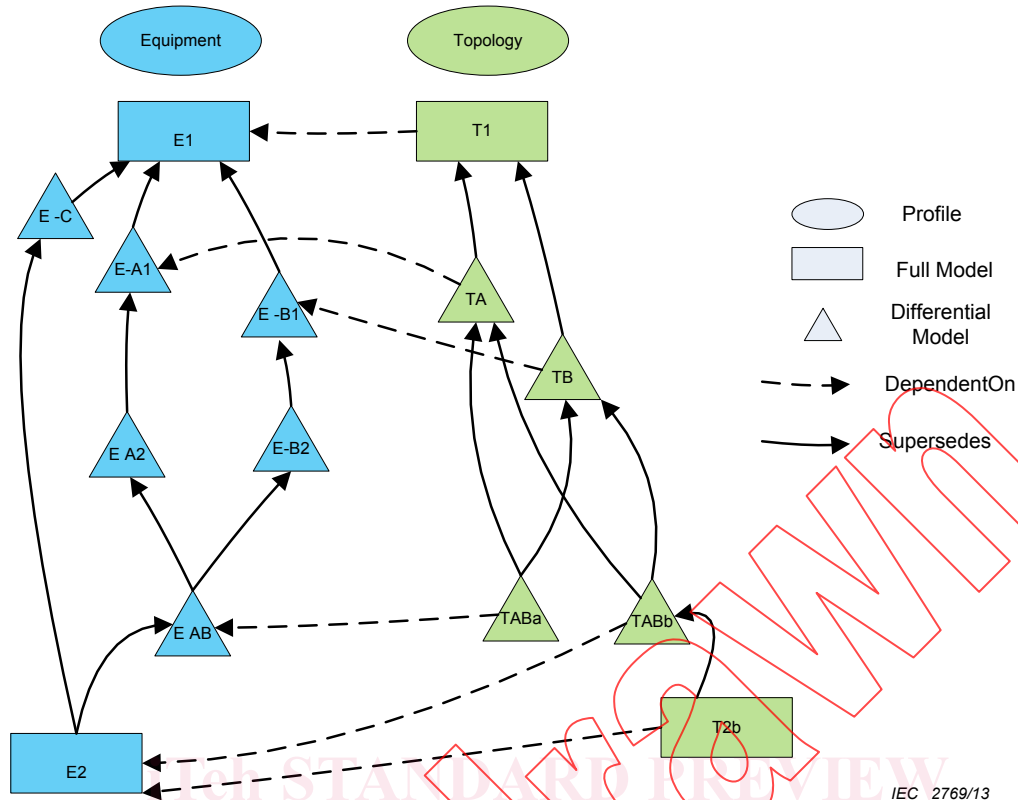 Equipment
Topology
E1
T1
E -C
Profile
E-A1
Full Model
TA
E -B1
Differential
Model
TB
DependentOn
E A2
E-B2
Supersedes
TABa
TABb
E AB
T2b
E2
Teh STANDARD PREVIEW
IEC 2769/13